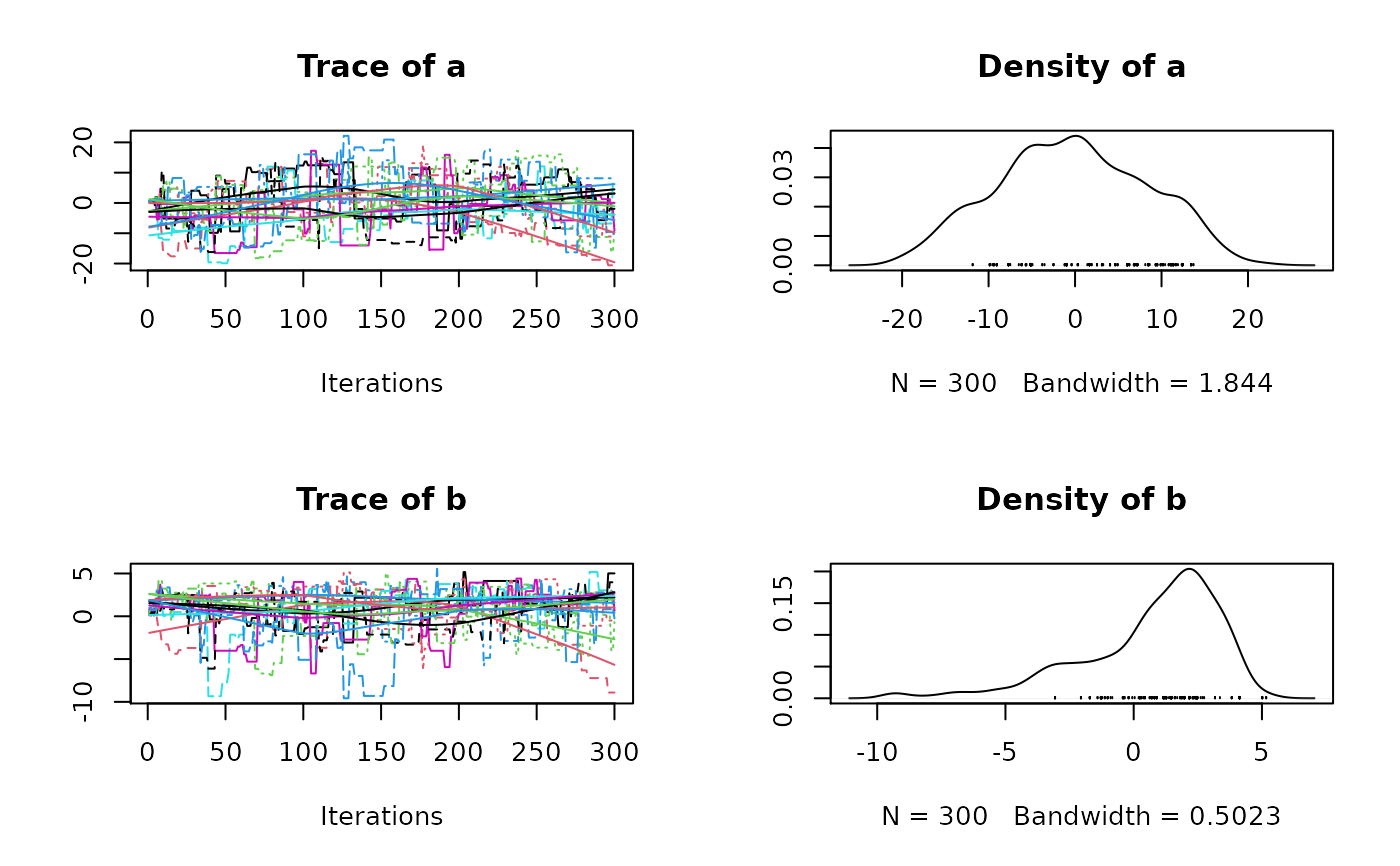 Trace of a
20
0
-20
0 50 100 150 200 250 300
Iterations
Density of a
0.03
0.00
-20 -10 0 10 20
N = 300 Bandwidth = 1.844
Trace of b
5
0
-10
0 50 100 150 200 250 300
Iterations
Density of b
0.15
0.00
-10 -5 0 5
N = 300 Bandwidth = 0.5023